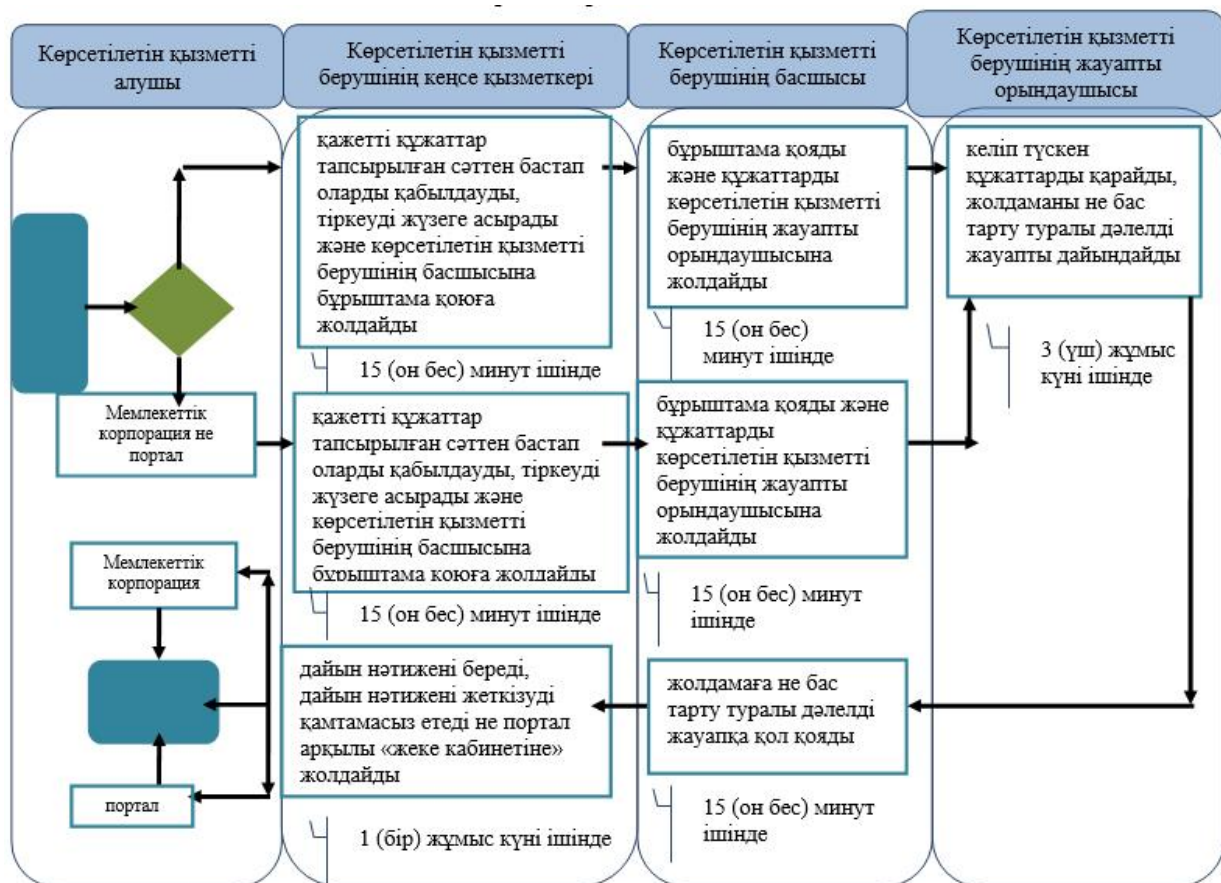 Көрсетілетін қызметті
алушы
Көрсетілетін қызметті
берушінің кеңсе қызметкері
Көрсетілетін қызметті
берушінің басшысы
Көрсетілетін қызметті
берушінің жауапты
орындаушысы
қажетті құжаттар
тапсырылған сәттен бастап
оларды қабылдауды,
тіркеуді жүзеге асырады
және көрсетілетін қызметті
берушінің басшысына
бұрыштама қоюға
жолдайды
15 (он бес) минут ішінде
бұрыштама қояды
және құжаттарды
көрсетілетін қызметті
берушінің жауапты
орындаушысына
жолдайды
15 (он бес)
минут ішінде
келіп түскен
құжаттарды қарайды,
жолдаманы не бас
тарту туралы дәлелді
жауапты дайындайды
3 (үш) жұмыс
күні ішінде
Мемлекеттік
корпорация не
портал
қажетті құжаттар
тапсырылған сәттен бастап
оларды қабылдауды, тіркеуді
жүзеге асырады және
көрсетілетін қызметті
берушінің басшысына
бұрыштама қоюға жолдайды
15 (он бес) минут ішінде
бұрыштама қояды және
құжаттарды
көрсетілетін қызметті
берушінің жауапты
орындаушысына
жолдайды
15 (он бес) минут
ішінде
Мемлекеттік
корпорация
портал
дайын нәтижені береді,
дайын нәтижені жеткізуді
қамтамасыз етеді не портал
арқылы «жеке кабинетіне»
жолдайды
1 (бір) жұмыс күні ішінде
жолдамаға не бас
тарту туралы дәлелді
жауапқа қол қояды
15 (он бес) минут
ішінде